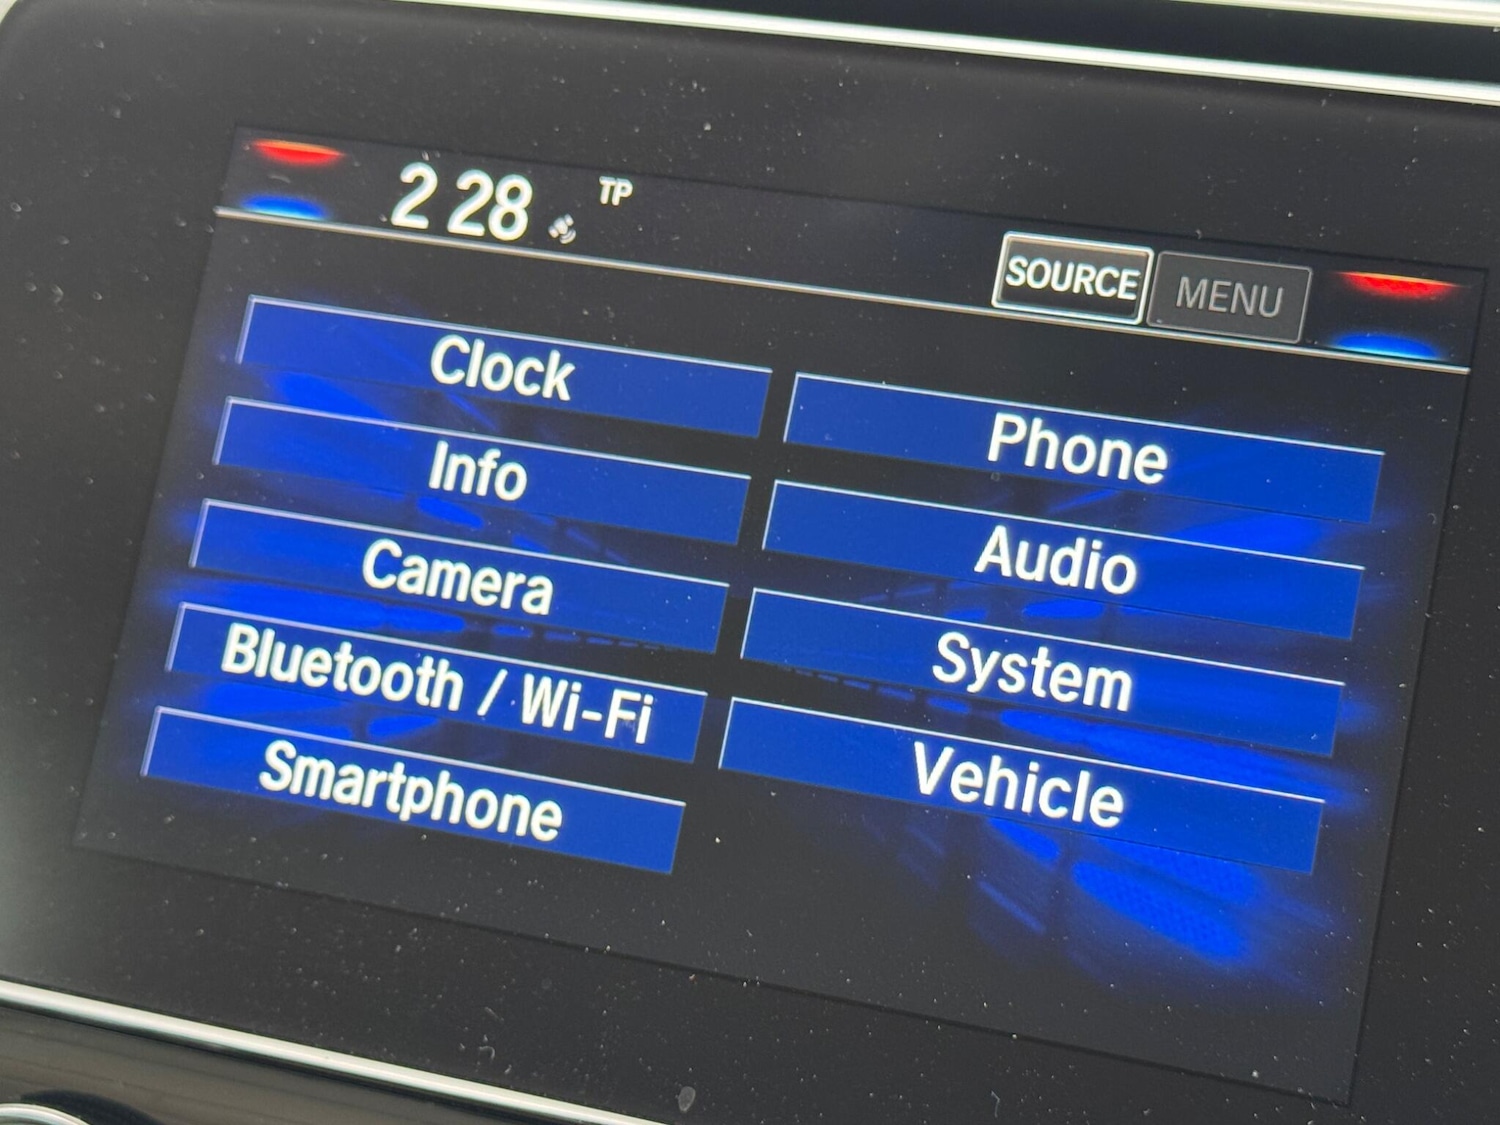 2 28
TP
SOURCE
MENU
Clock
Info
Camera
Bluetooth / Wi-Fi
Smartphone
Phone
Audio
System
Vehicle